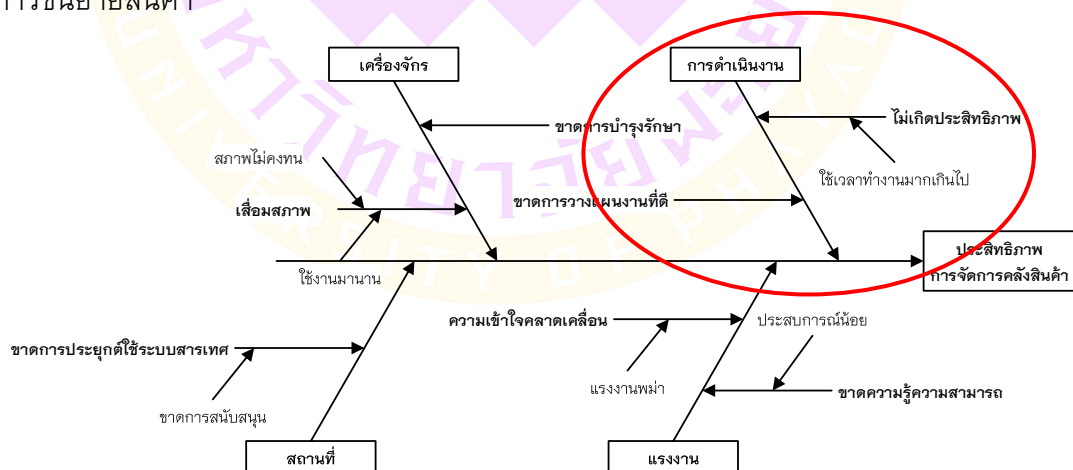 การขนย้ายสินค้า
เครื่องจักร
การดำเนินงาน
ขาดการบำรุงรักษา
ไม่เกิดประสิทธิภาพ
สภาพไม่คงทน
ใช้เวลาทำงานมากเกินไป
เสื่อมสภาพ
ขาดการวางแผนงานที่ดี
ประสิทธิภาพ
การจัดการคลังสินค้า
ใช้งานมานาน
ความเข้าใจคลาดเคลื่อน
ประสบการณ์น้อย
ขาดการประยุกต์ใช้ระบบสารเทศ
แรงงานพม่า
ขาดความรู้ความสามารถ
ขาดการสนับสนุน
สถานที่
แรงงาน
UNIVERSITY OF PHAY